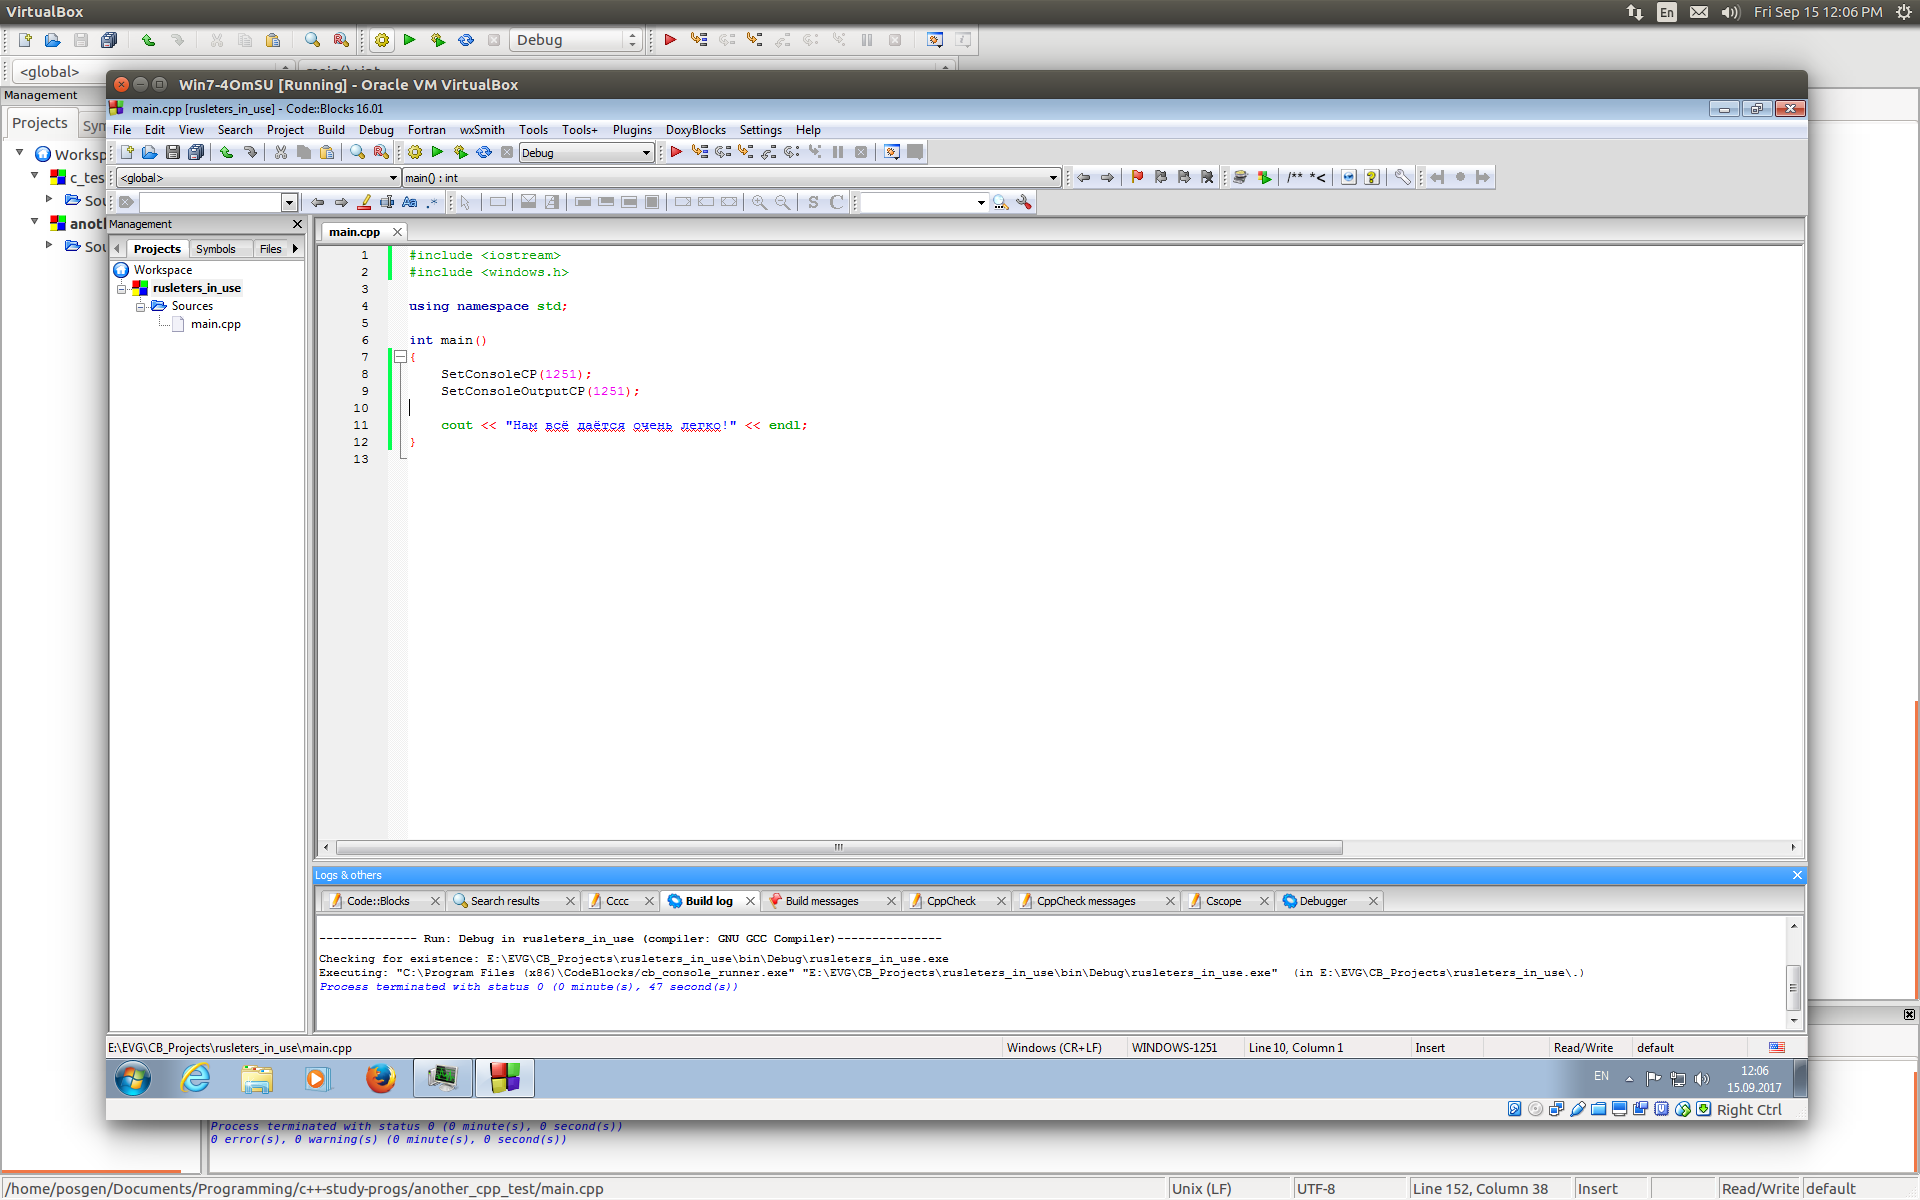 VirtualBox
En
Fri Sep 15 12:06 PM
Debug
<global>
Management
Projects
Win7-4OmSU [Running] - Oracle VM VirtualBox
main.cpp [rusleters_in_use] - Code::Blocks 16.01
File Edit View Search Project Build Debug Fortran wxSmith Tools Tools+ Plugins DoxyBlocks Settings Help
Debug
<global>
main() : int
/** *<
Management
Projects Symbols Files
Workspace
rusleters_in_use
Sources
main.cpp
main.cpp
1 #include <iostream>
2 #include <windows.h>
3
4 using namespace std;
5
6 int main()
7 {
8 SetConsoleCP(1251);
9 SetConsoleOutputCP(1251);
10
11 cout << "Нам всё даётся очень легко!" << endl;
12 }
13
Logs & others
Code::Blocks Search results Cccc Build log Build messages CppCheck CppCheck messages Cscope Debugger
-------------- Run: Debug in rusleters_in_use (compiler: GNU GCC Compiler)---------------
Checking for existence: E:\EVG\CB_Projects\rusleters_in_use\bin\Debug\rusleters_in_use.exe
Executing: "C:\Program Files (x86)\CodeBlocks/cb_console_runner.exe" "E:\EVG\CB_Projects\rusleters_in_use\bin\Debug\rusleters_in_use.exe"  (in E:\EVG\CB_Projects\rusleters_in_use\.)
Process terminated with status 0 (0 minute(s), 47 second(s))
E:\EVG\CB_Projects\rusleters_in_use\main.cpp Windows (CR+LF) WINDOWS-1251 Line 10, Column 1 Insert Read/Write default
EN
12:06
15.09.2017
Right Ctrl
Process terminated with status 0 (0 minute(s), 0 second(s))
0 error(s), 0 warning(s) (0 minute(s), 0 second(s))
/home/posgen/Documents/Programming/c++-study-progs/another_cpp_test/main.cpp Unix (LF) UTF-8 Line 152, Column 38 Insert Read/Write default